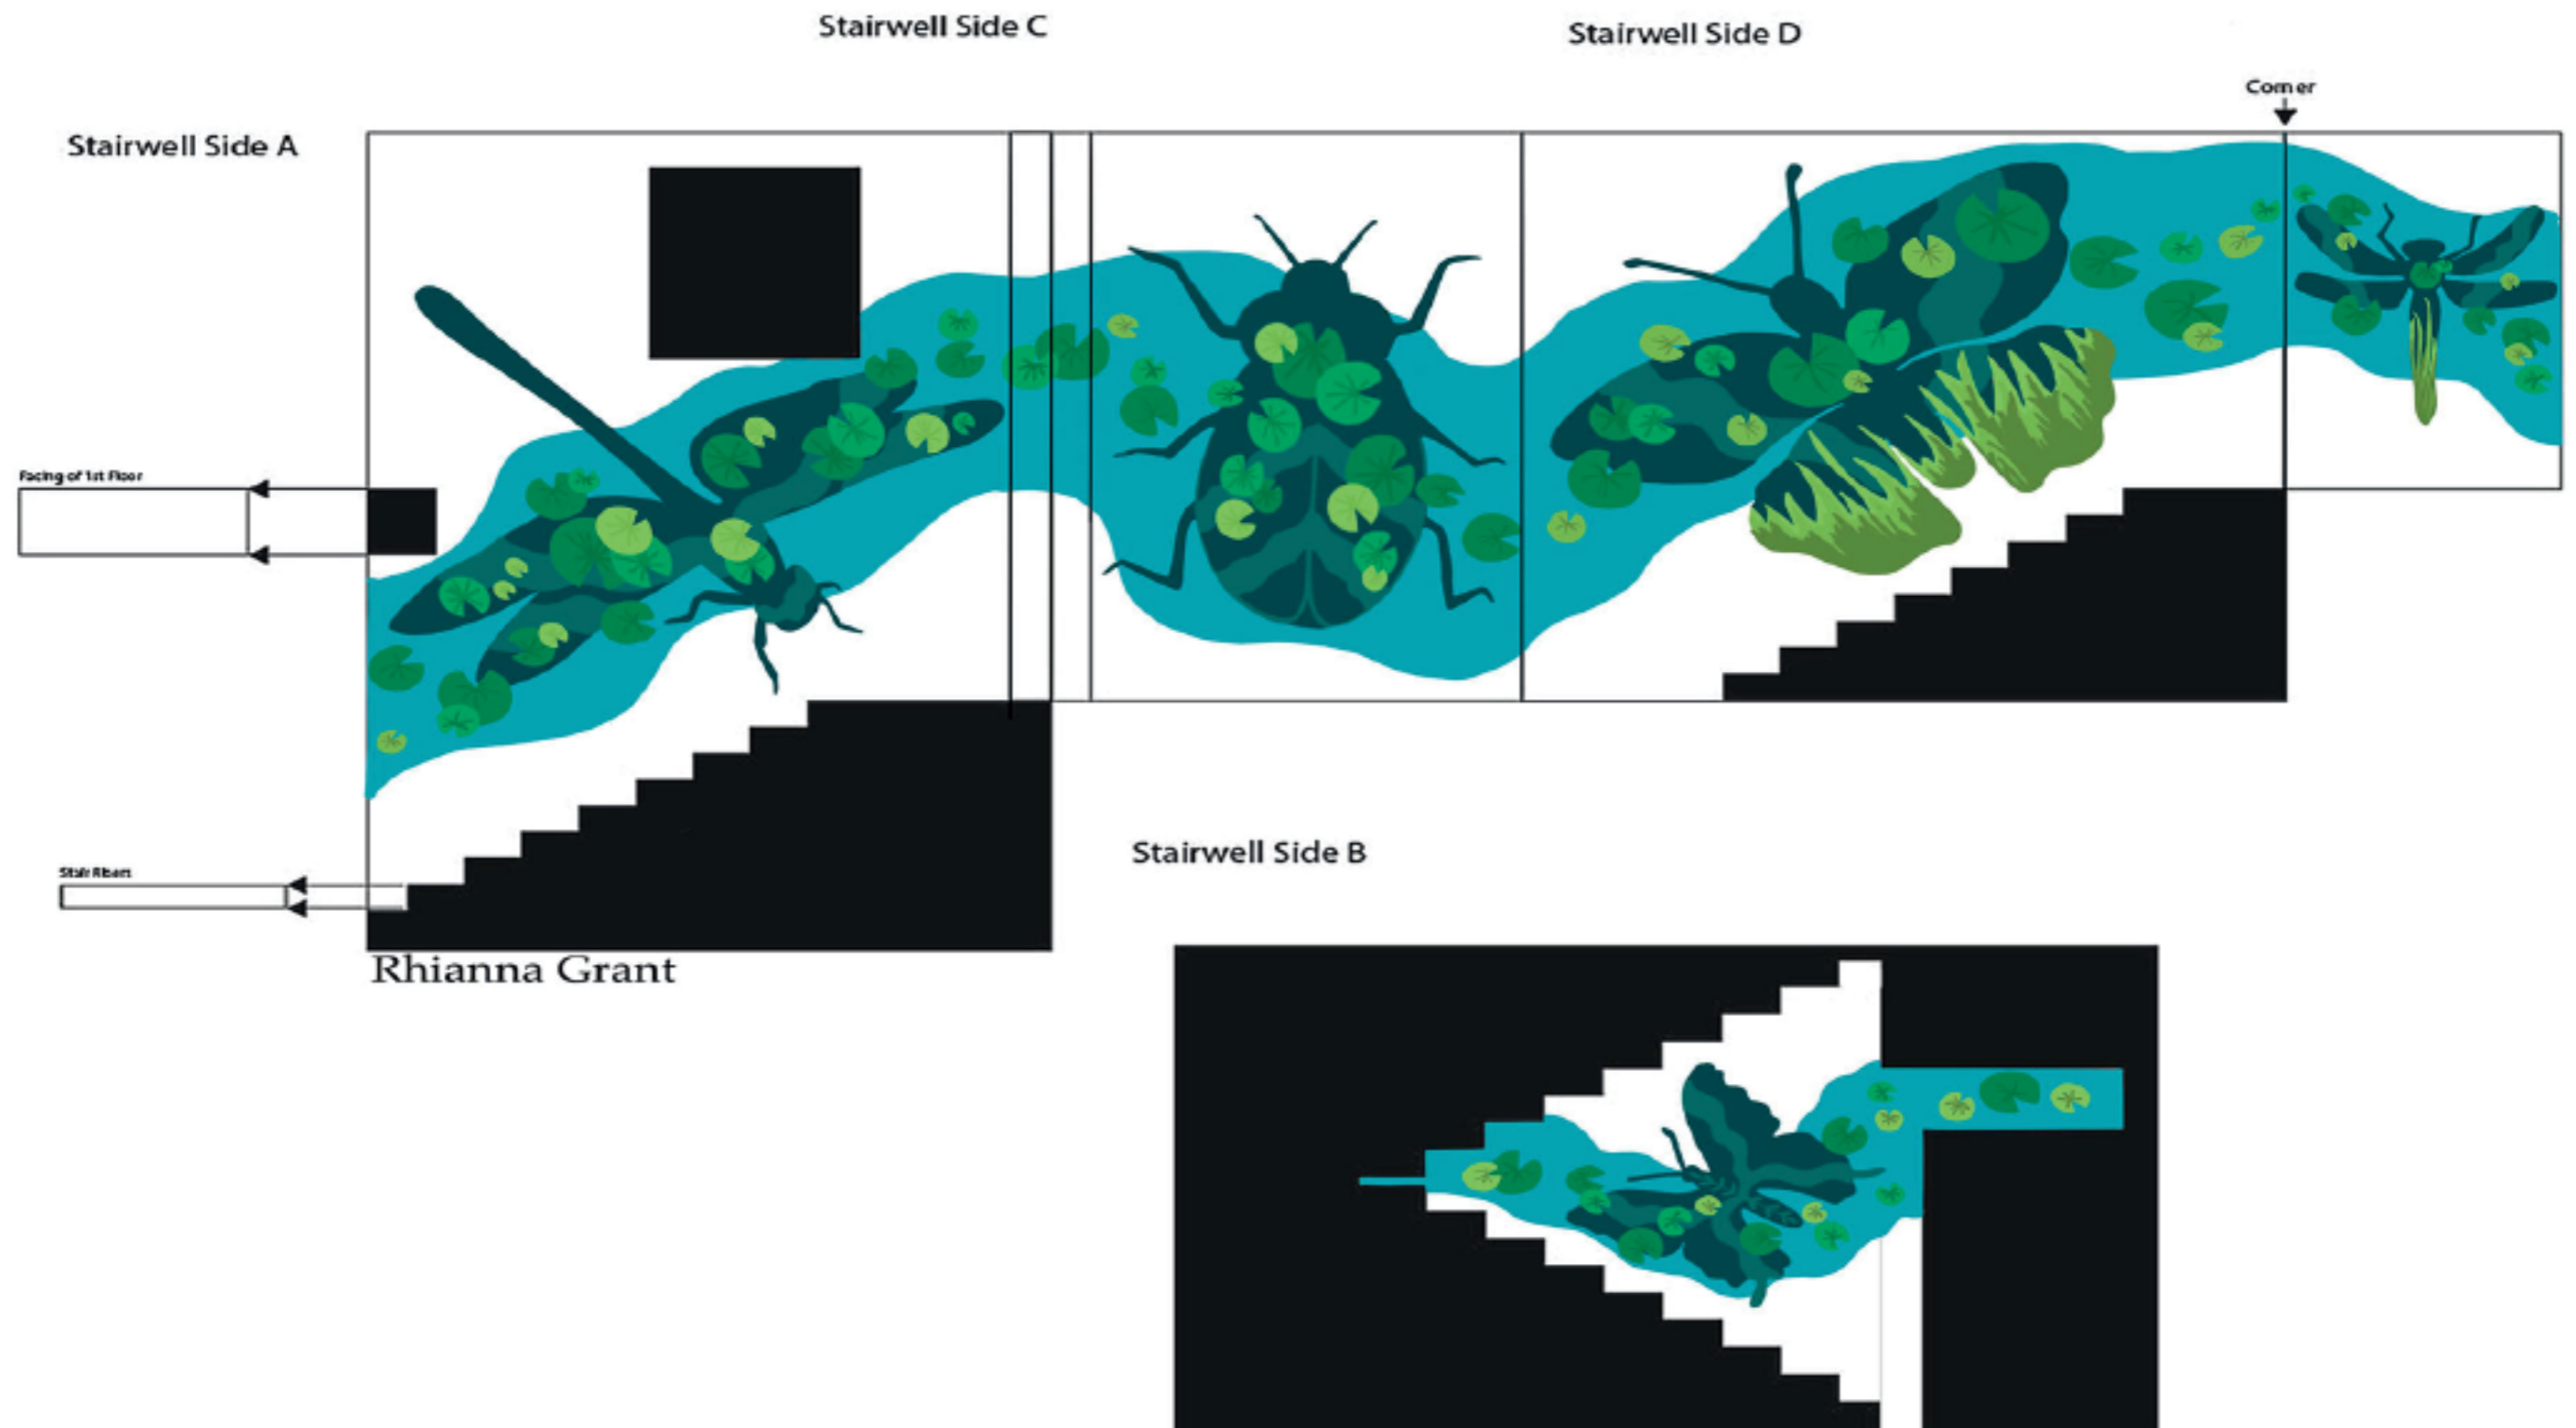 Stairwell Side C
Stairwell Side D
Corner
Stairwell Side A
Facing of 1st Floor
Stairwell Side B
Stair Risers
Rhianna Grant